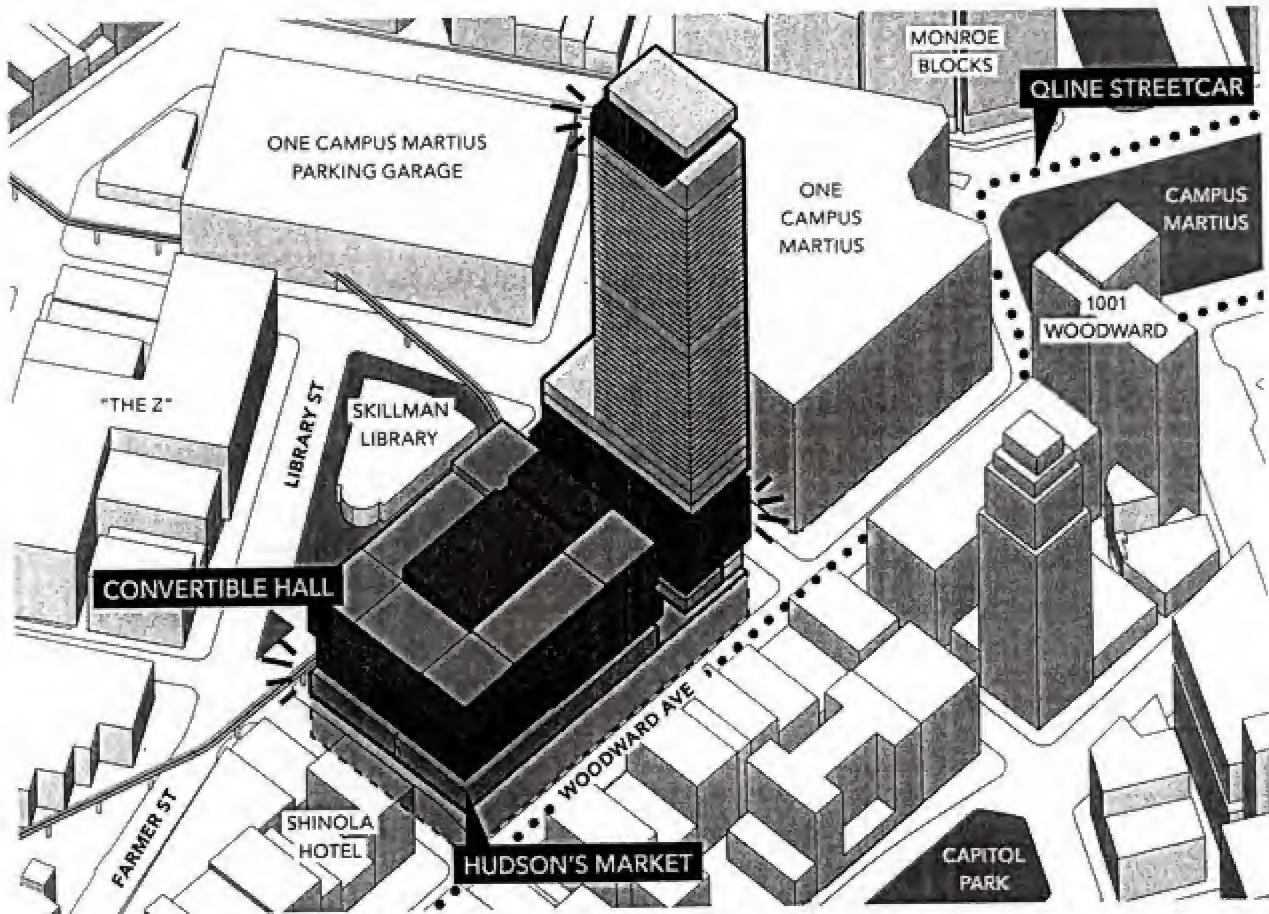 MONROE
BLOCKS
QLINE STREETCAR
ONE CAMPUS MARTIUS
PARKING GARAGE
ONE
CAMPUS
MARTIUS
CAMPUS
MARTIUS
1001
WOODWARD
"THE Z"
LIBRARY ST
SKILLMAN
LIBRARY
CONVERTIBLE HALL
WOODWARD AVE
FARMER ST
SHINOLA
HOTEL
HUDSON'S MARKET
CAPITOL
PARK